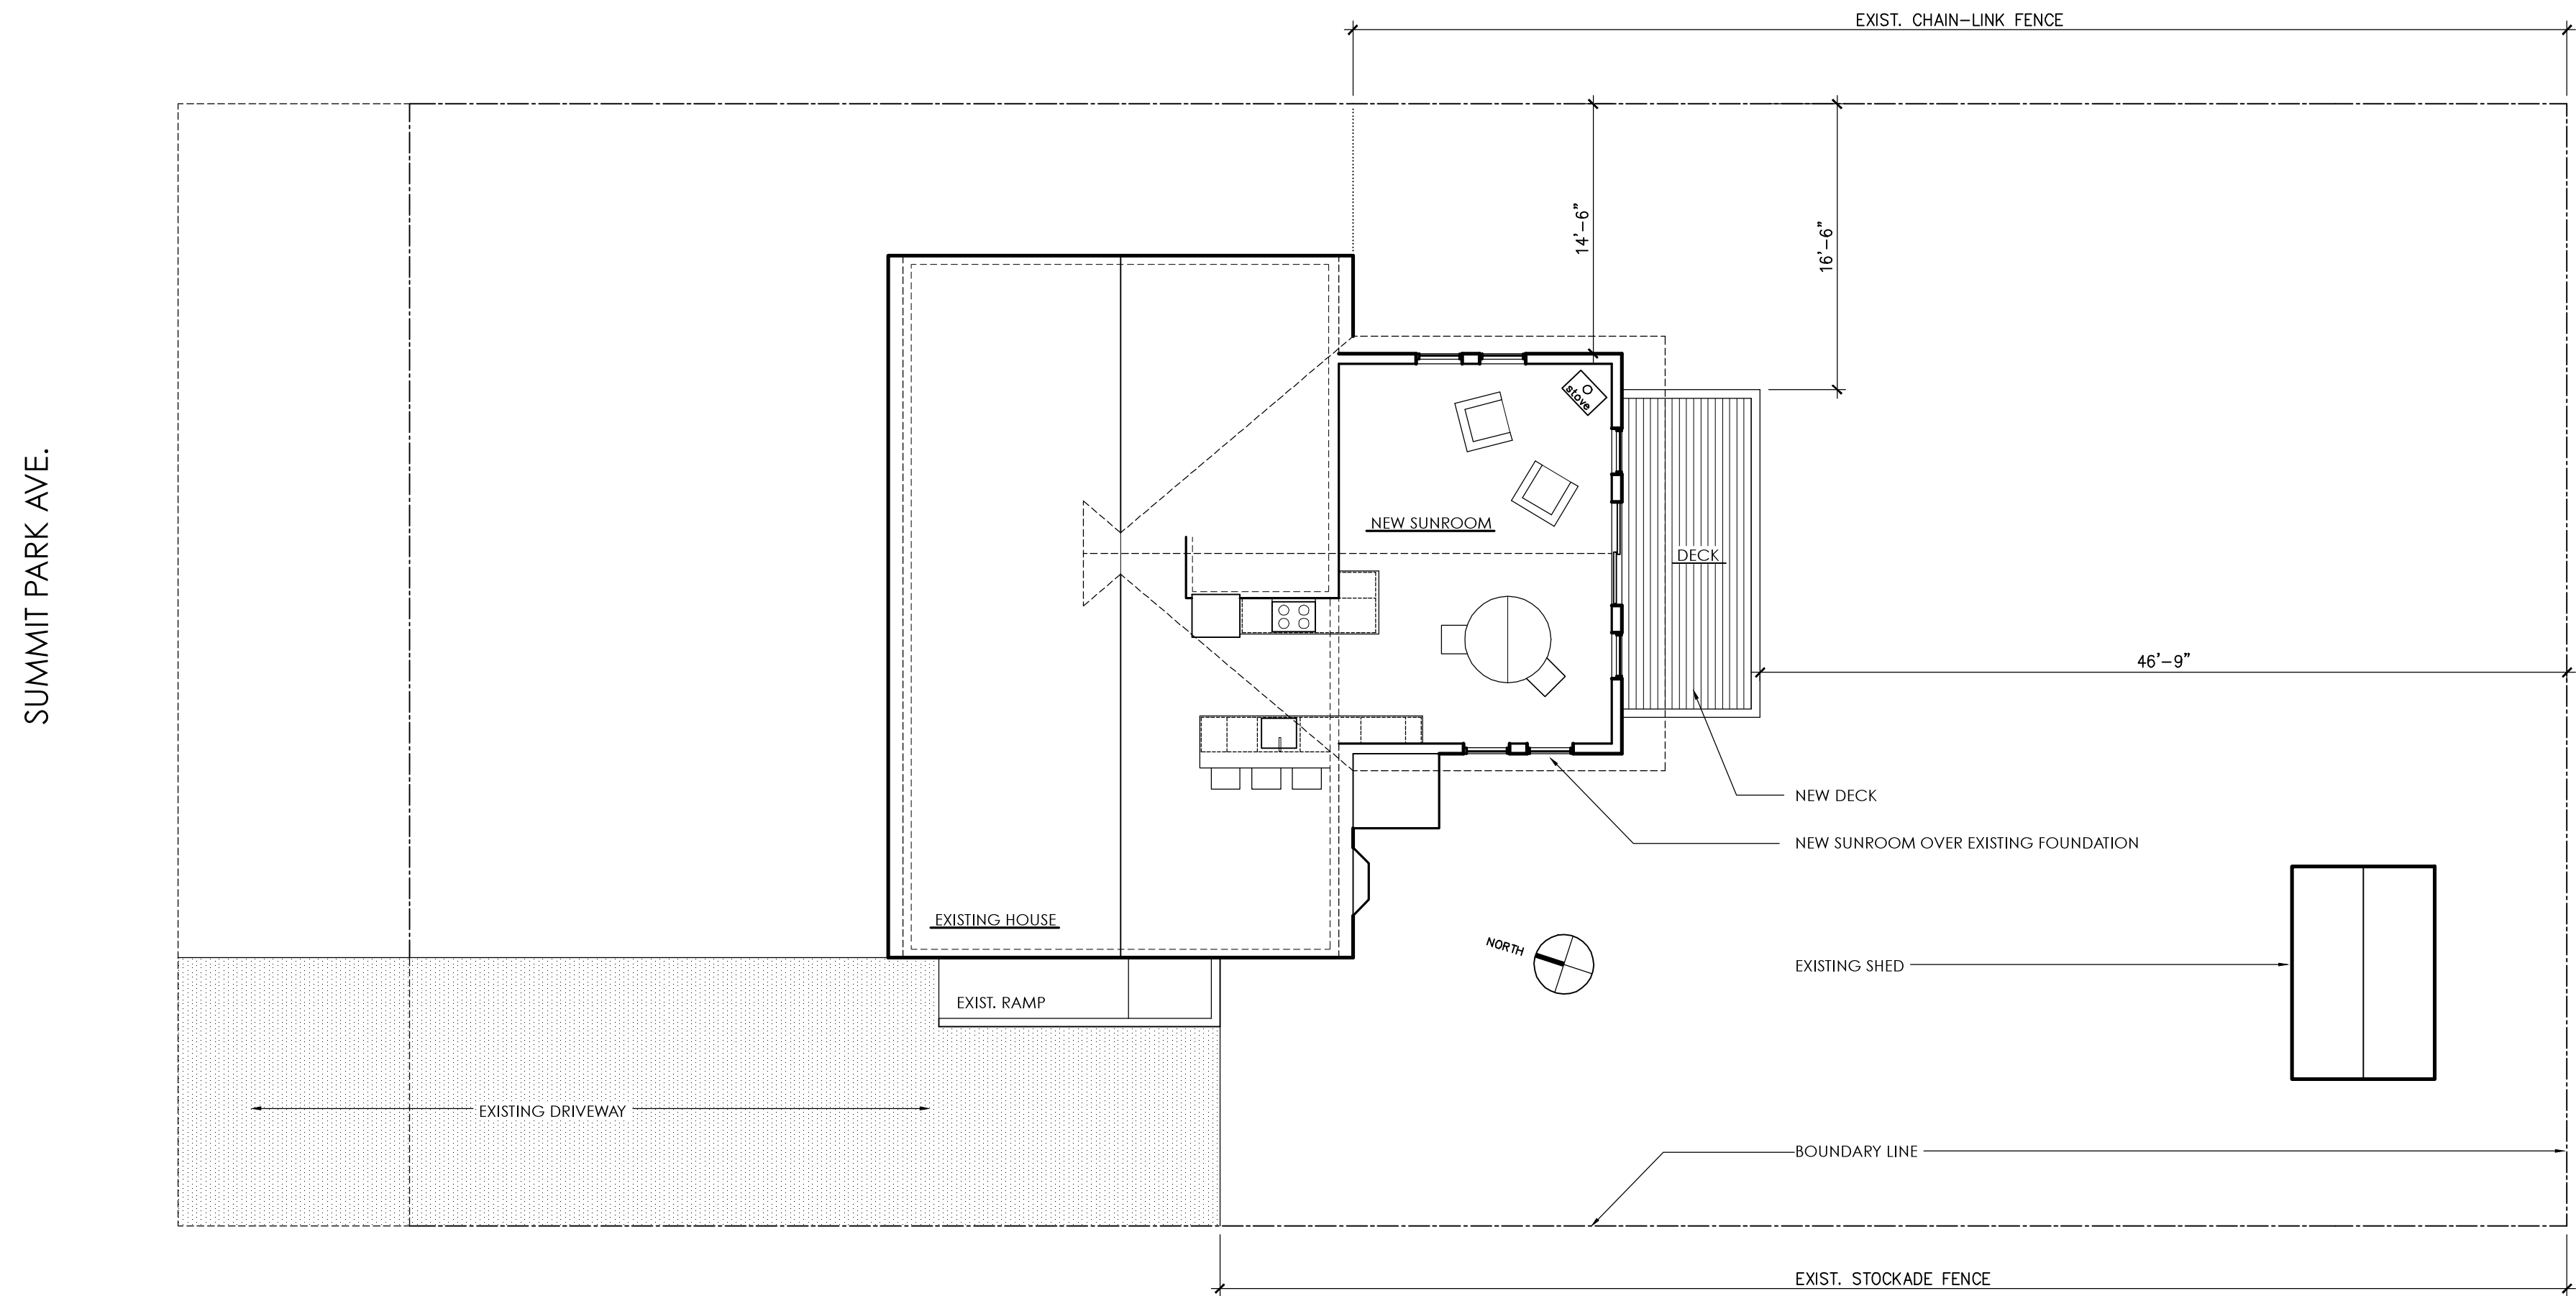 EXIST. CHAIN-LINK FENCE
14'-6"
16'-6"
SUMMIT PARK AVE.
stove
NEW SUNROOM
DECK
46'-9"
NEW DECK
NEW SUNROOM OVER EXISTING FOUNDATION
EXISTING HOUSE
NORTH
EXISTING SHED
EXIST. RAMP
EXISTING DRIVEWAY
BOUNDARY LINE
EXIST. STOCKADE FENCE